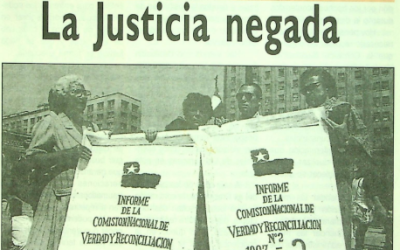 La Justicia negada
INFORME
DE LA
COMISION NACIONAL
DE
VERDAD Y RECONCILIACION
INFORME
DE LA
COMISION NACIONAL DE
VERDAD Y RECONCILIACION
Nº2